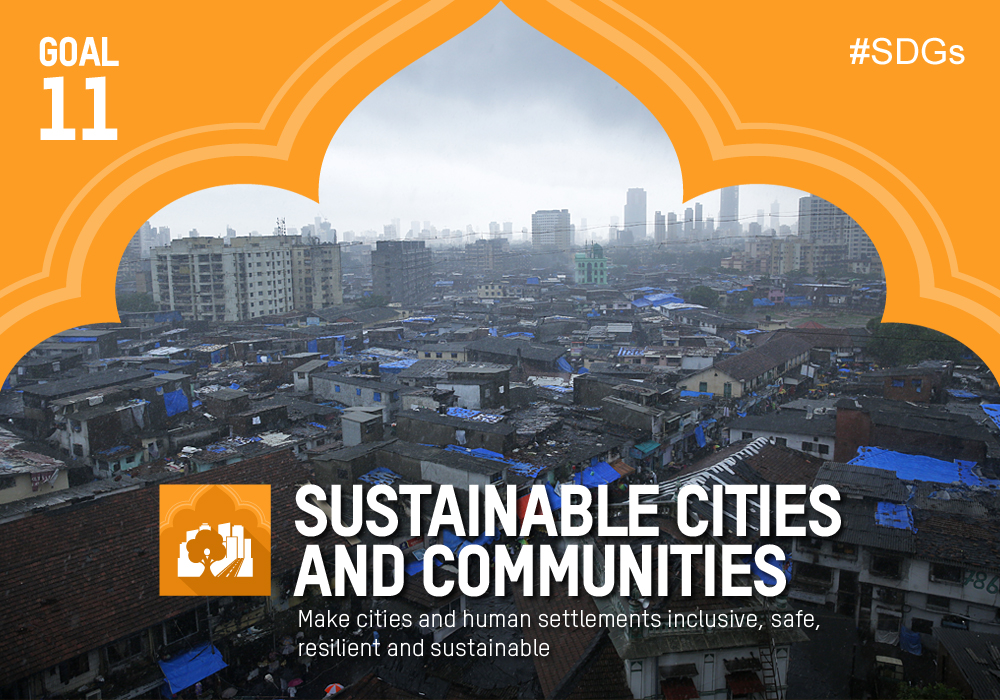 GOAL
11
#SDGs
SUSTAINABLE CITIES
AND COMMUNITIES
Make cities and human settlements inclusive, safe,
resilient and sustainable